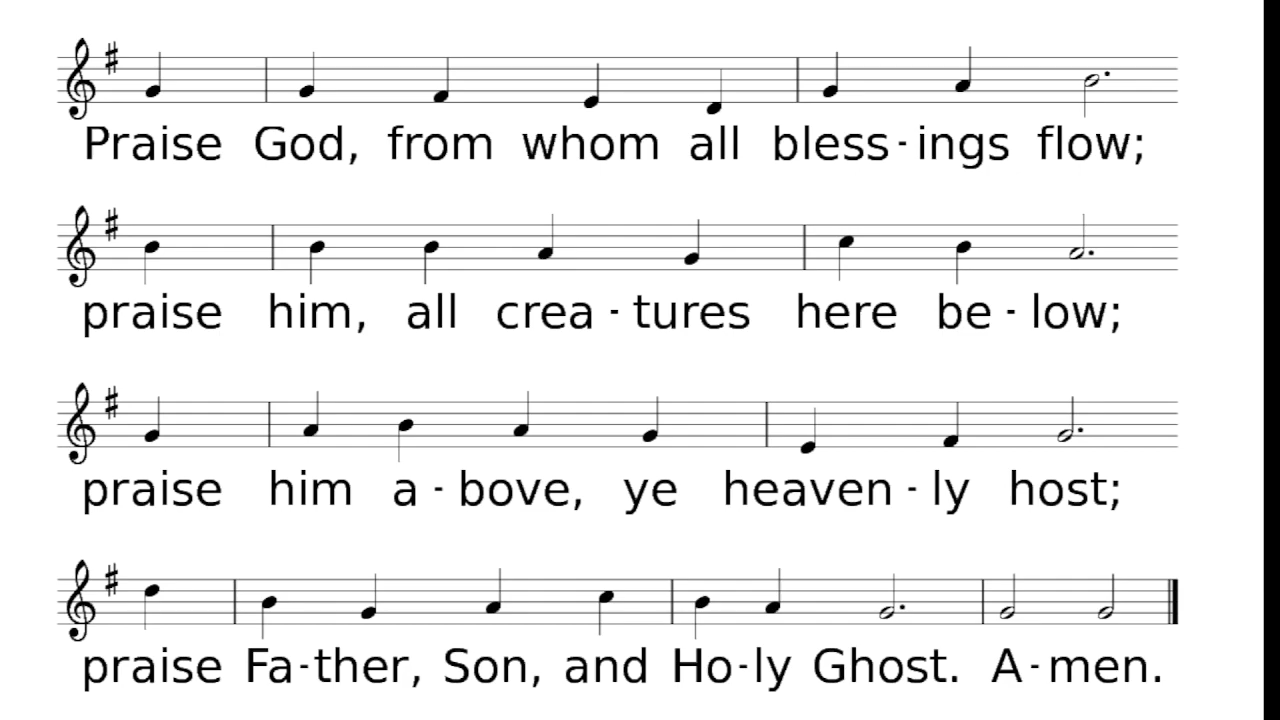 Praise God, from whom all bless-ings flow;
praise him, all crea-tures here be-low;
praise him a-bove, ye heaven-ly host;
praise Fa-ther, Son, and Ho-ly Ghost. A-men.